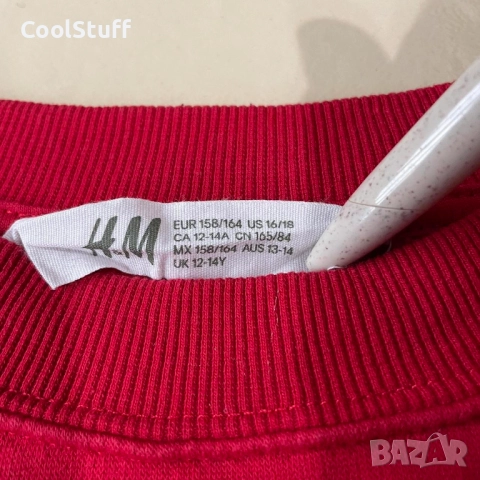 CoolStuff
H&M
EUR 158/164 US 16/18
CA 12-14A CN 165/84
MX 158/164 AUS 13-14
UK 12-14Y
BAZAR
bg